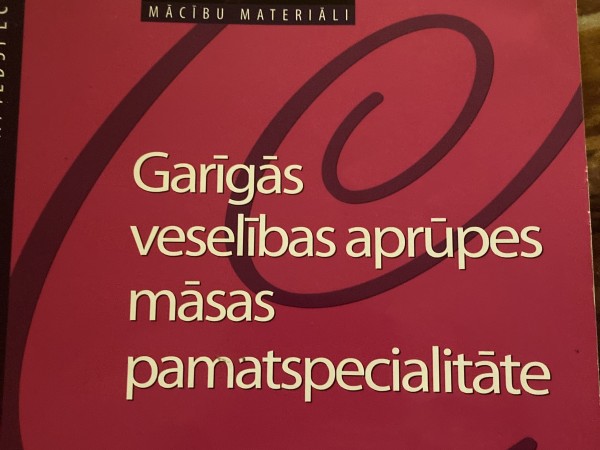 MĀCĪBU MATERIĀLI
Garīgās
veselības aprūpes
māsas
pamatspecialitāte